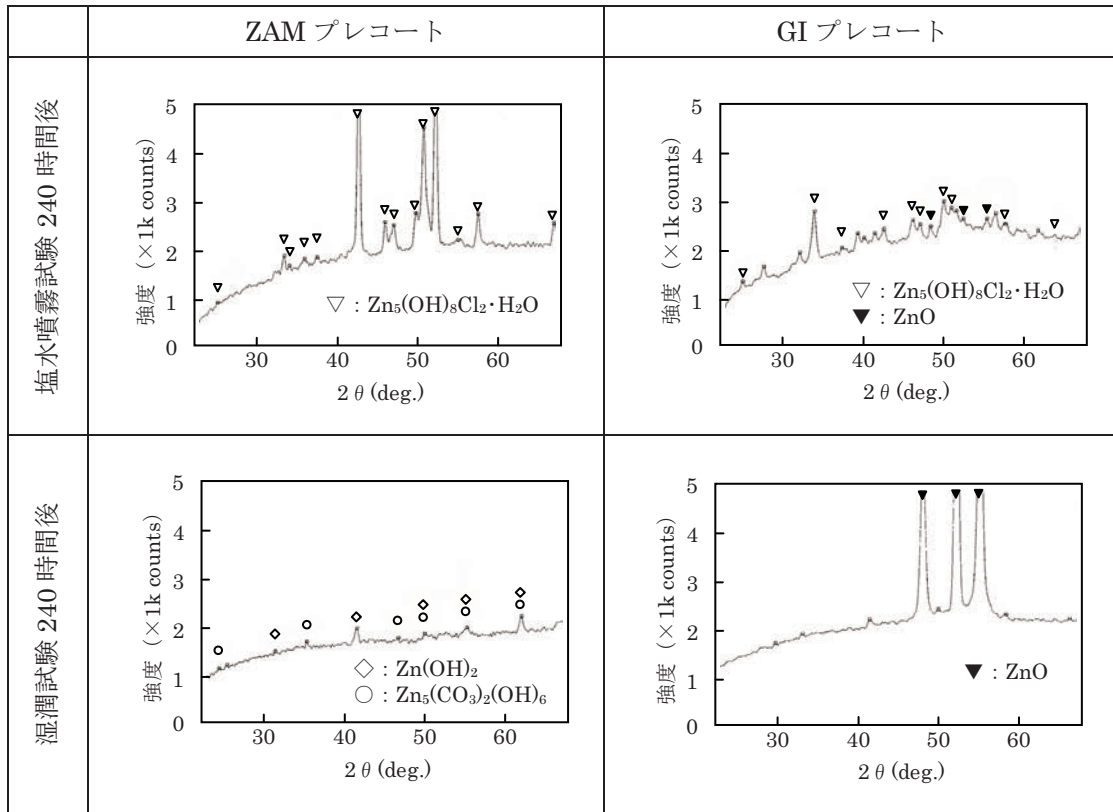 ZAM プレコート
GI プレコート
塩水噴霧試験 240 時間後
5
4
3
2
1
0
強度 (×1k counts)
30
40
50
60
2 θ (deg.)
▽ : Zn₅(OH)₈Cl₂·H₂O
5
4
3
2
1
0
強度 (×1k counts)
30
40
50
60
2 θ (deg.)
▽ : Zn₅(OH)₈Cl₂·H₂O
▼ : ZnO
湿潤試験 240 時間後
5
4
3
2
1
0
強度 (×1k counts)
30
40
50
60
2 θ (deg.)
◇ : Zn(OH)₂
○ : Zn₅(CO₃)₂(OH)₆
5
4
3
2
1
0
強度 (×1k counts)
30
40
50
60
2 θ (deg.)
▼ : ZnO